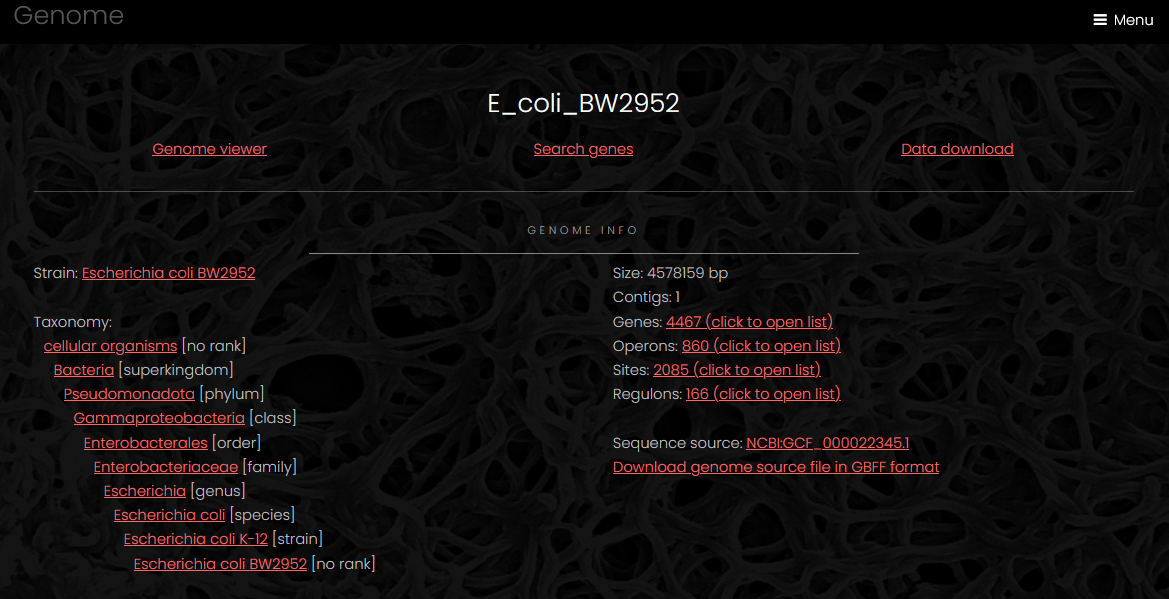 Genome
Menu
E_coli_BW2952
Genome viewer
Search genes
Data download
GENOME INFO
Strain: Escherichia coli BW2952
Taxonomy:
cellular organisms [no rank]
Bacteria [superkingdom]
Pseudomonadota [phylum]
Gammaproteobacteria [class]
Enterobacterales [order]
Enterobacteriaceae [family]
Escherichia [genus]
Escherichia coli [species]
Escherichia coli K-12 [strain]
Escherichia coli BW2952 [no rank]
Size: 4578159 bp
Contigs: 1
Genes: 4467 (click to open list)
Operons: 860 (click to open list)
Sites: 2085 (click to open list)
Regulons: 166 (click to open list)
Sequence source: NCBI:GCF_000022345.1
Download genome source file in GBFF format